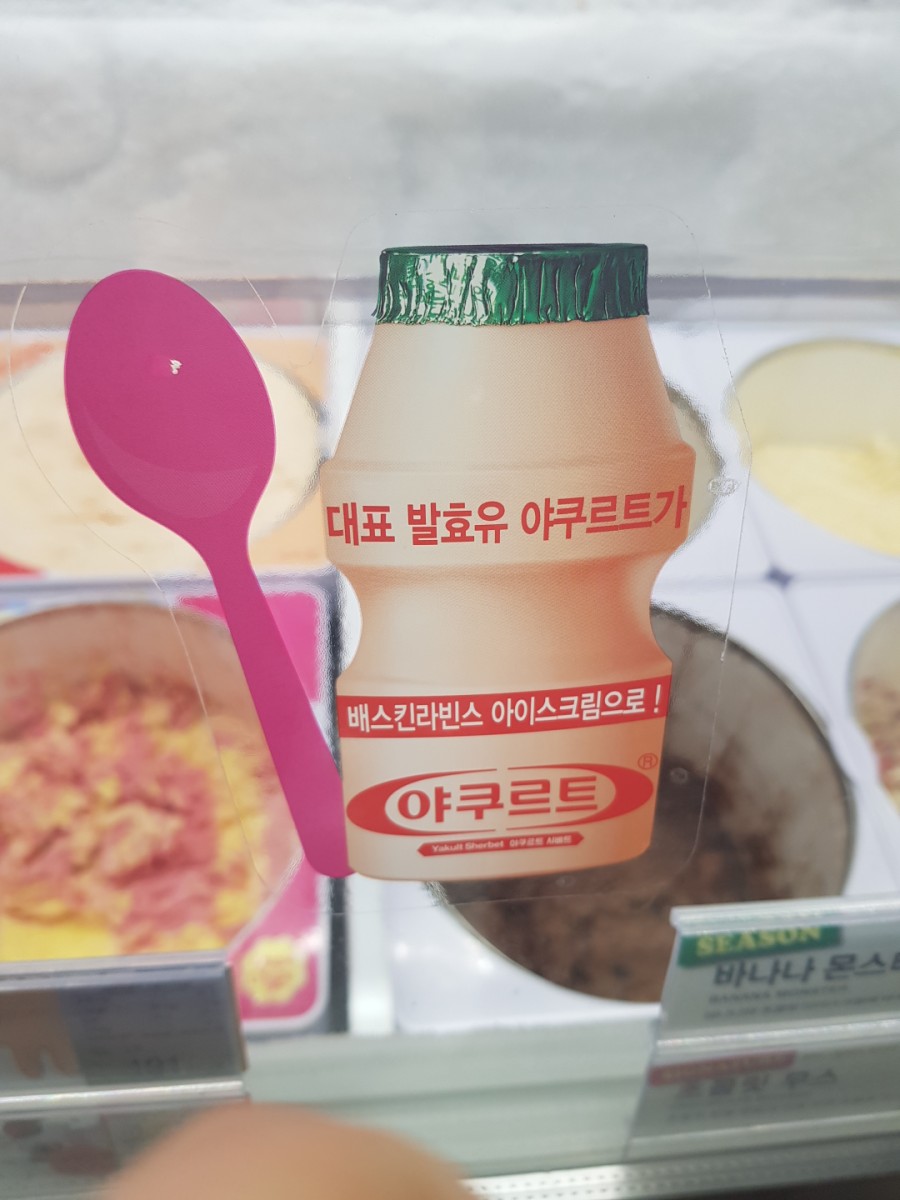 대표 발효유 야쿠르트가
배스킨라빈스 아이스크림으로 !
®
야쿠르트
Yakult Sherbet 야쿠르트 샤베트
SEASON
바나나 몬스